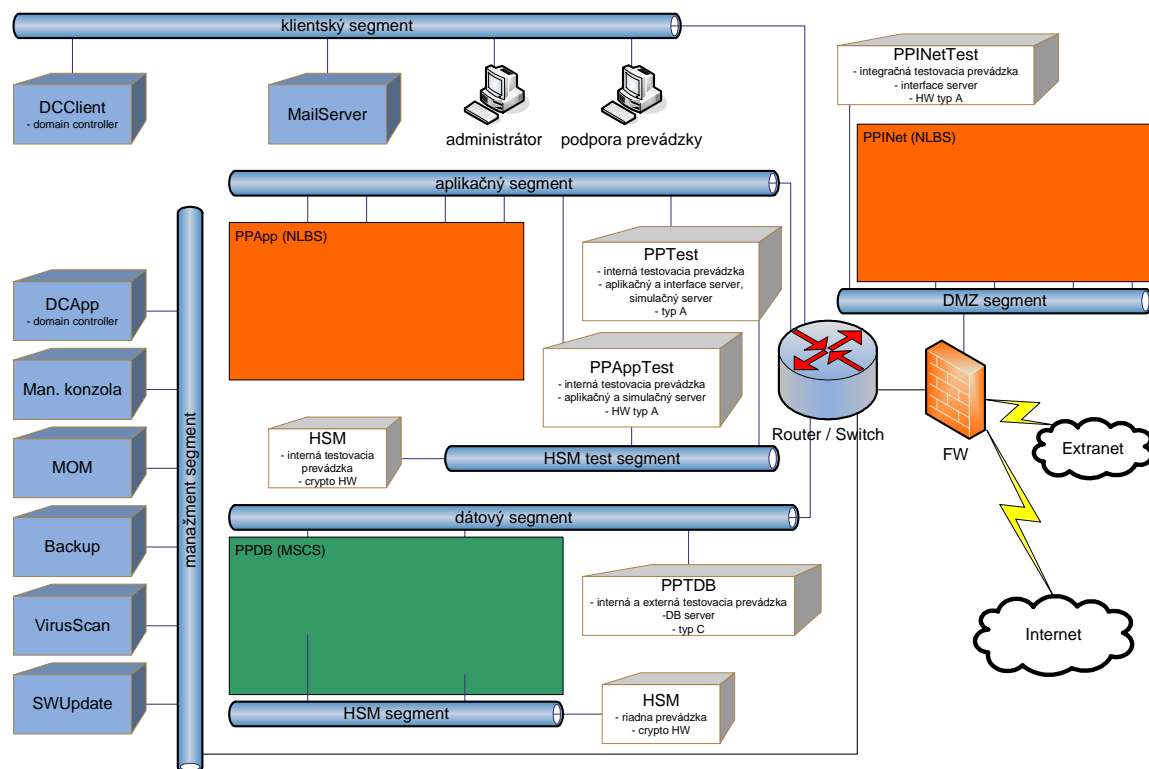 klientský segment
DCClient
- domain controller
MailServer
administrátor
podpora prevádzky
PPINetTest
- integračná testovacia prevádzka
- interface server
- HW typ A
PPINet (NLBS)
DMZ segment
aplikačný segment
PPApp (NLBS)
PPTest
- interná testovacia prevádzka
- aplikačný a interface server,
simulačný server
- typ A
PPAppTest
- interná testovacia prevádzka
- aplikačný a simulačný server
- HW typ A
HSM
- interná testovacia
prevádzka
- crypto HW
HSM test segment
Router / Switch
FW
Extranet
Internet
manažment segment
DCApp
- domain controller
Man. konzola
MOM
Backup
VirusScan
SWUpdate
dátový segment
PPDB (MSCS)
PPTDB
- interná a externá testovacia prevádzka
-DB server
- typ C
HSM segment
HSM
- riadna prevádzka
- crypto HW